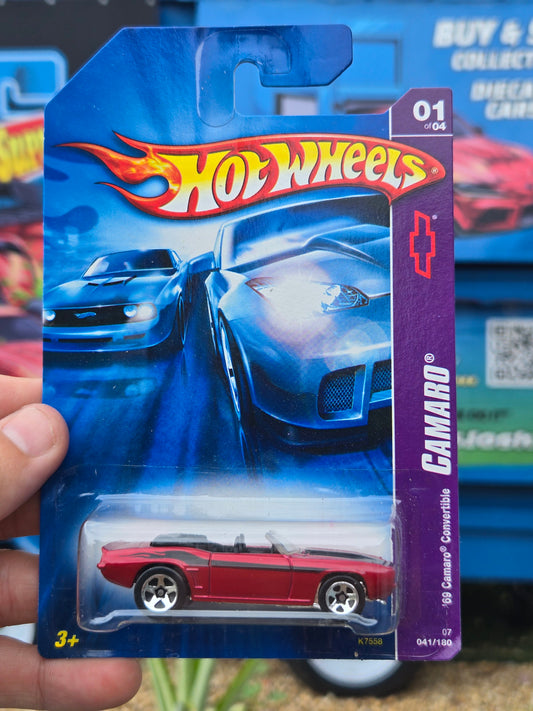 BUY & S
COLLECT
DIECA
CARS
01
of 04
HOT WHEELS®
CAMARO®
'69 Camaro® Convertible
07
041/180
K7558
3+